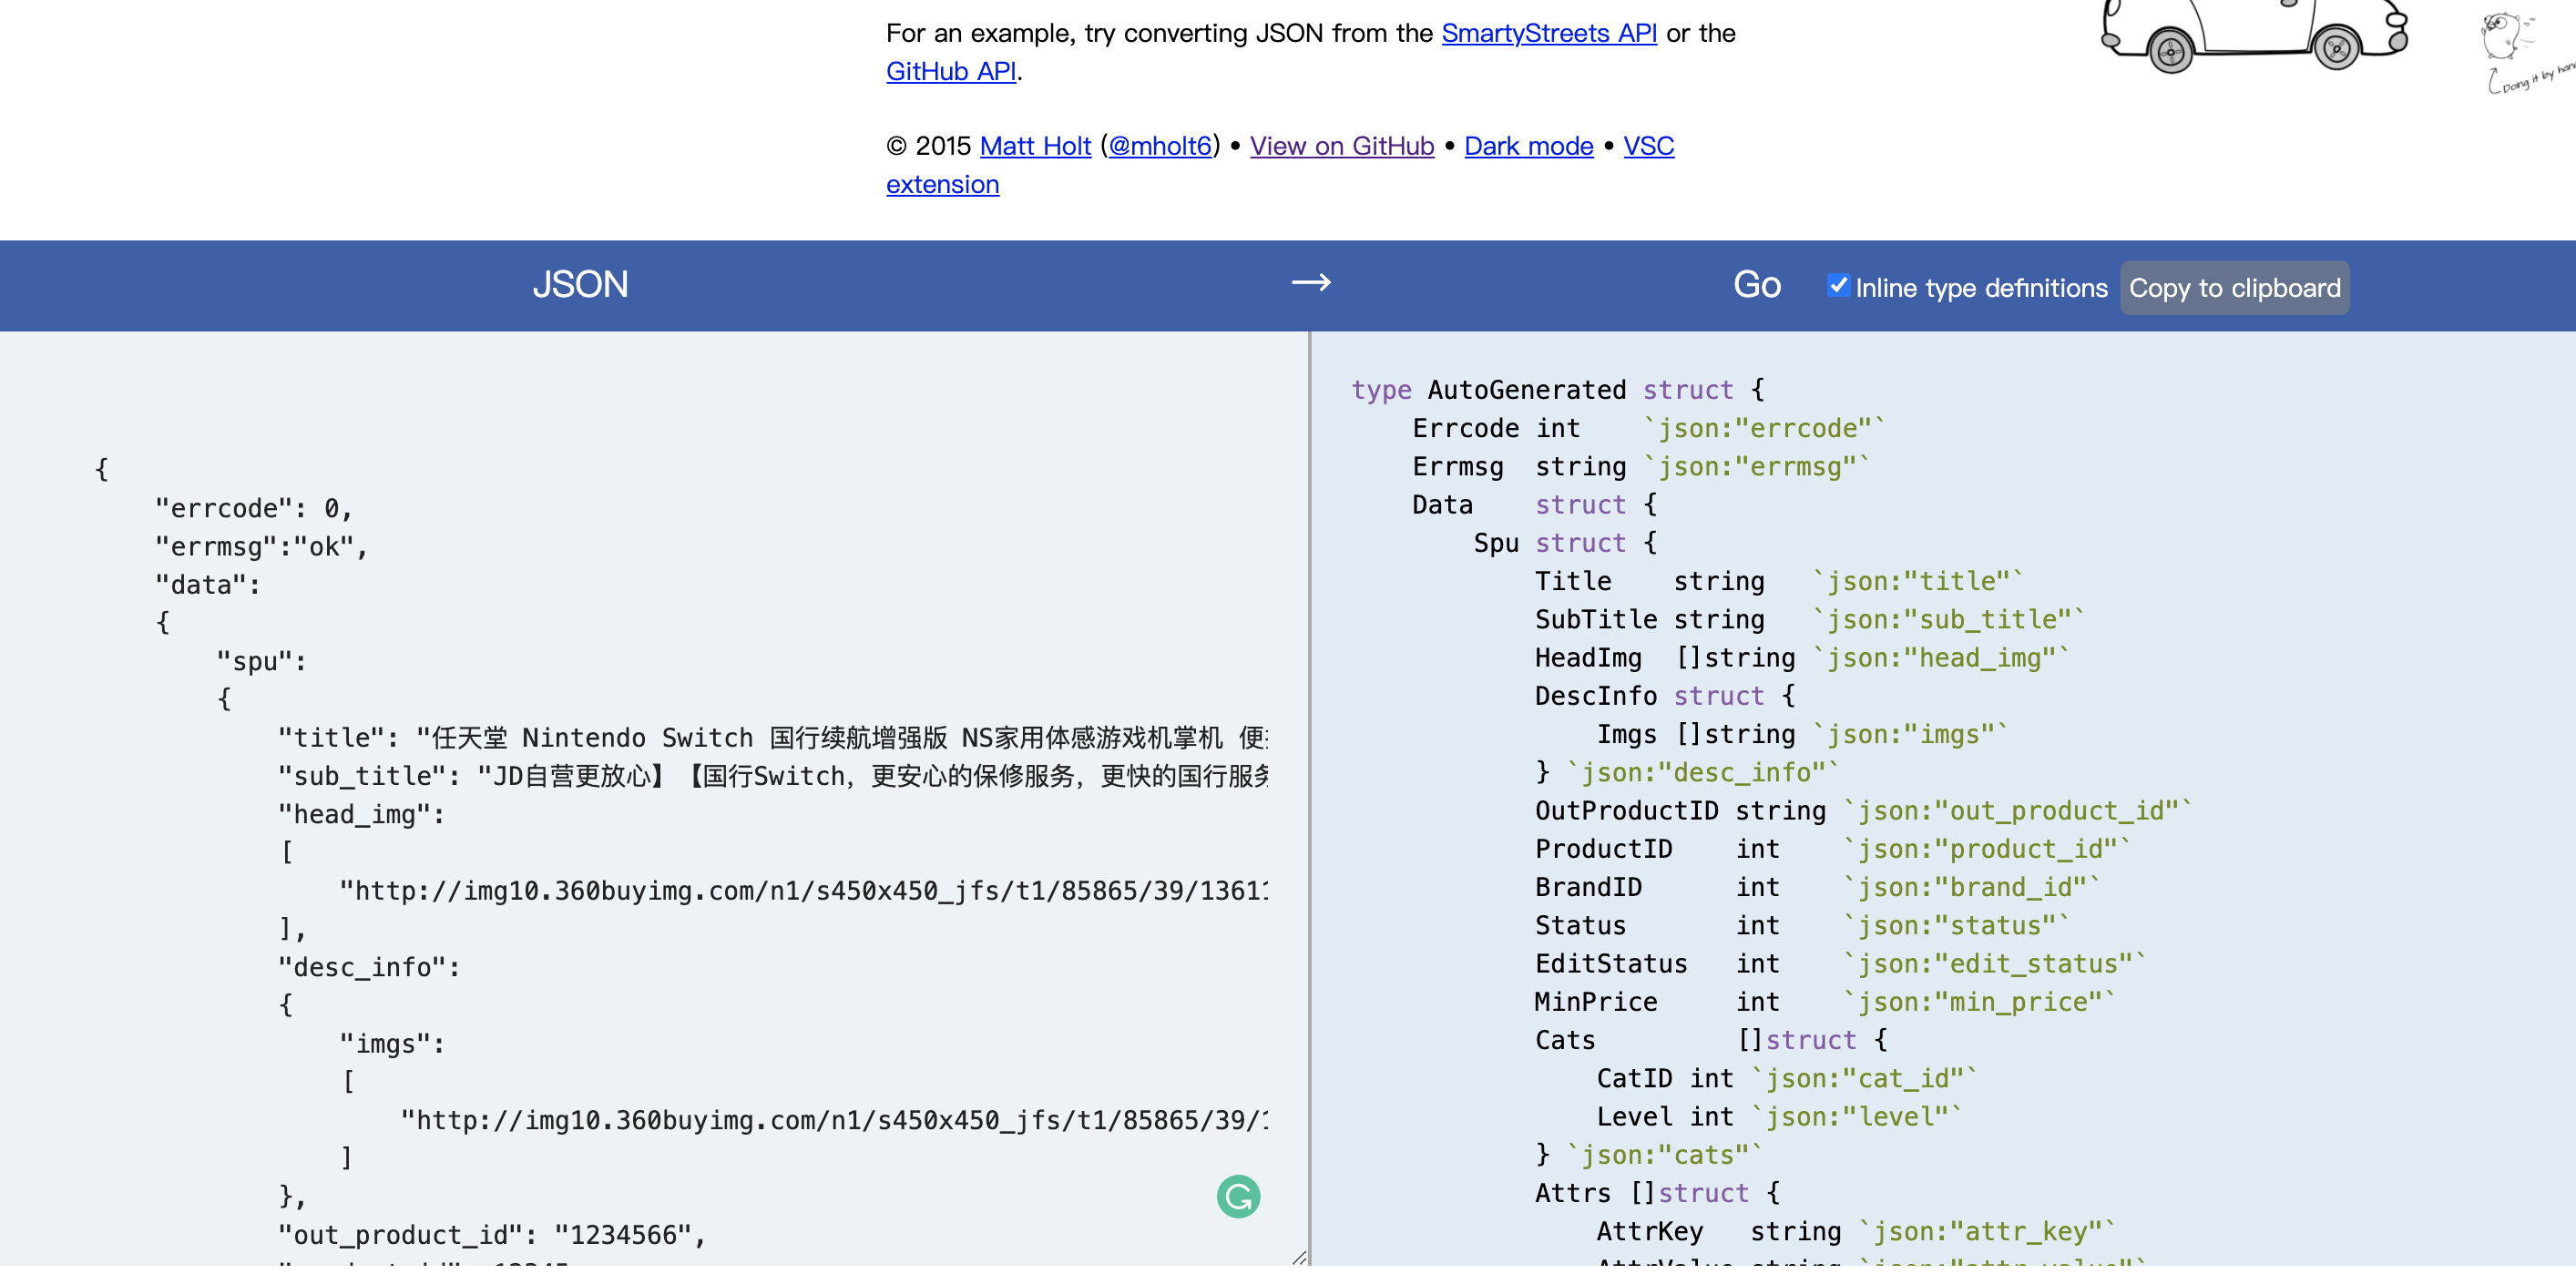 For an example, try converting JSON from the SmartyStreets API or the
GitHub API.
Doing it by
© 2015 Matt Holt (@mholt6) • View on GitHub • Dark mode • VSC
extension
JSON → Go Inline type definitions Copy to clipboard
{
"errcode": 0,
"errmsg":"ok",
"data":
{
"spu":
{
"title": "任天堂 Nintendo Switch 国行续航增强版 NS家用体感游戏机掌机 便
"sub_title": "JD自营更放心】【国行Switch，更安心的保修服务，更快的国行服
"head_img":
[
"http://img10.360buyimg.com/n1/s450x450_jfs/t1/85865/39/13611
],
"desc_info":
{
"imgs":
[
"http://img10.360buyimg.com/n1/s450x450_jfs/t1/85865/39/1
]
},
"out_product_id": "1234566",
type AutoGenerated struct {
Errcode int `json:"errcode"`
Errmsg string `json:"errmsg"`
Data struct {
Spu struct {
Title string `json:"title"`
SubTitle string `json:"sub_title"`
HeadImg []string `json:"head_img"`
DescInfo struct {
Imgs []string `json:"imgs"`
} `json:"desc_info"`
OutProductID string `json:"out_product_id"`
ProductID int `json:"product_id"`
BrandID int `json:"brand_id"`
Status int `json:"status"`
EditStatus int `json:"edit_status"`
MinPrice int `json:"min_price"`
Cats []struct {
CatID int `json:"cat_id"`
Level int `json:"level"`
} `json:"cats"`
Attrs []struct {
AttrKey string `json:"attr_key"`
AttrValue string `json:"attr_value"`